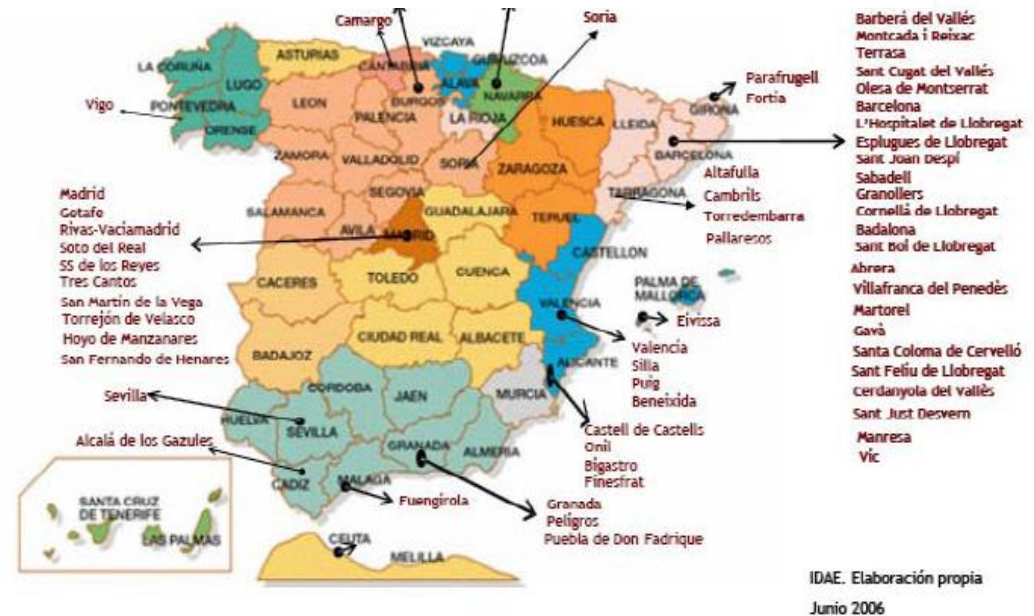 Camargo
Soria
VIZCAYA
GUIPUZCOA
ASTURIAS
CANTABRIA
LA CORUÑA
LUGO
ALAVA
NAVARRA
Parafrugell
Fortia
Vigo
PONTEVEDRA
ORENSE
LEON
PALENCIA
BURGOS
LA RIOJA
HUESCA
LLEIDA
GIRONA
BARCELONA
ZAMORA
VALLADOLID
SORIA
ZARAGOZA
TARRAGONA
Altafulla
Cambrils
Torredembarra
Pallaresos
SEGOVIA
SALAMANCA
AVILA
MADRID
GUADALAJARA
TERUEL
CASTELLON
Madrid
Getafe
Rivas-Vaciamadrid
Soto del Real
SS de los Reyes
Tres Cantos
San Martín de la Vega
Torrejón de Velasco
Hoyo de Manzanares
San Fernando de Henares
CACERES
TOLEDO
CUENCA
VALENCIA
PALMA DE
MALLORCA
Eivissa
BADAJOZ
CIUDAD REAL
ALBACETE
ALICANTE
Valencia
Silla
Puig
Beneixida
MURCIA
Sevilla
HUELVA
SEVILLA
CORDOBA
JAEN
GRANADA
ALMERIA
Castell de Castells
Onil
Bigastro
Finesfrat
Alcalá de los Gazules
CADIZ
MALAGA
Fuengirola
Granada
Peligros
Puebla de Don Fadrique
SANTA CRUZ
DE TENERIFE
LAS PALMAS
CEUTA
MELILLA
Barberá del Vallés
Montcada i Reixac
Terrasa
Sant Cugat del Vallés
Olesa de Montserrat
Barcelona
L'Hospitalet de Llobregat
Esplugues de Llobregat
Sant Joan Despí
Sabadell
Granollers
Cornellá de Llobregat
Badalona
Sant Boi de Llobregat
Abrera
Villafranca del Penedès
Martorel
Gavà
Santa Coloma de Cervelló
Sant Feliu de Llobregat
Cerdanyola del Vallès
Sant Just Desvern
Manresa
Vic
IDAE. Elaboración propia
Junio 2006